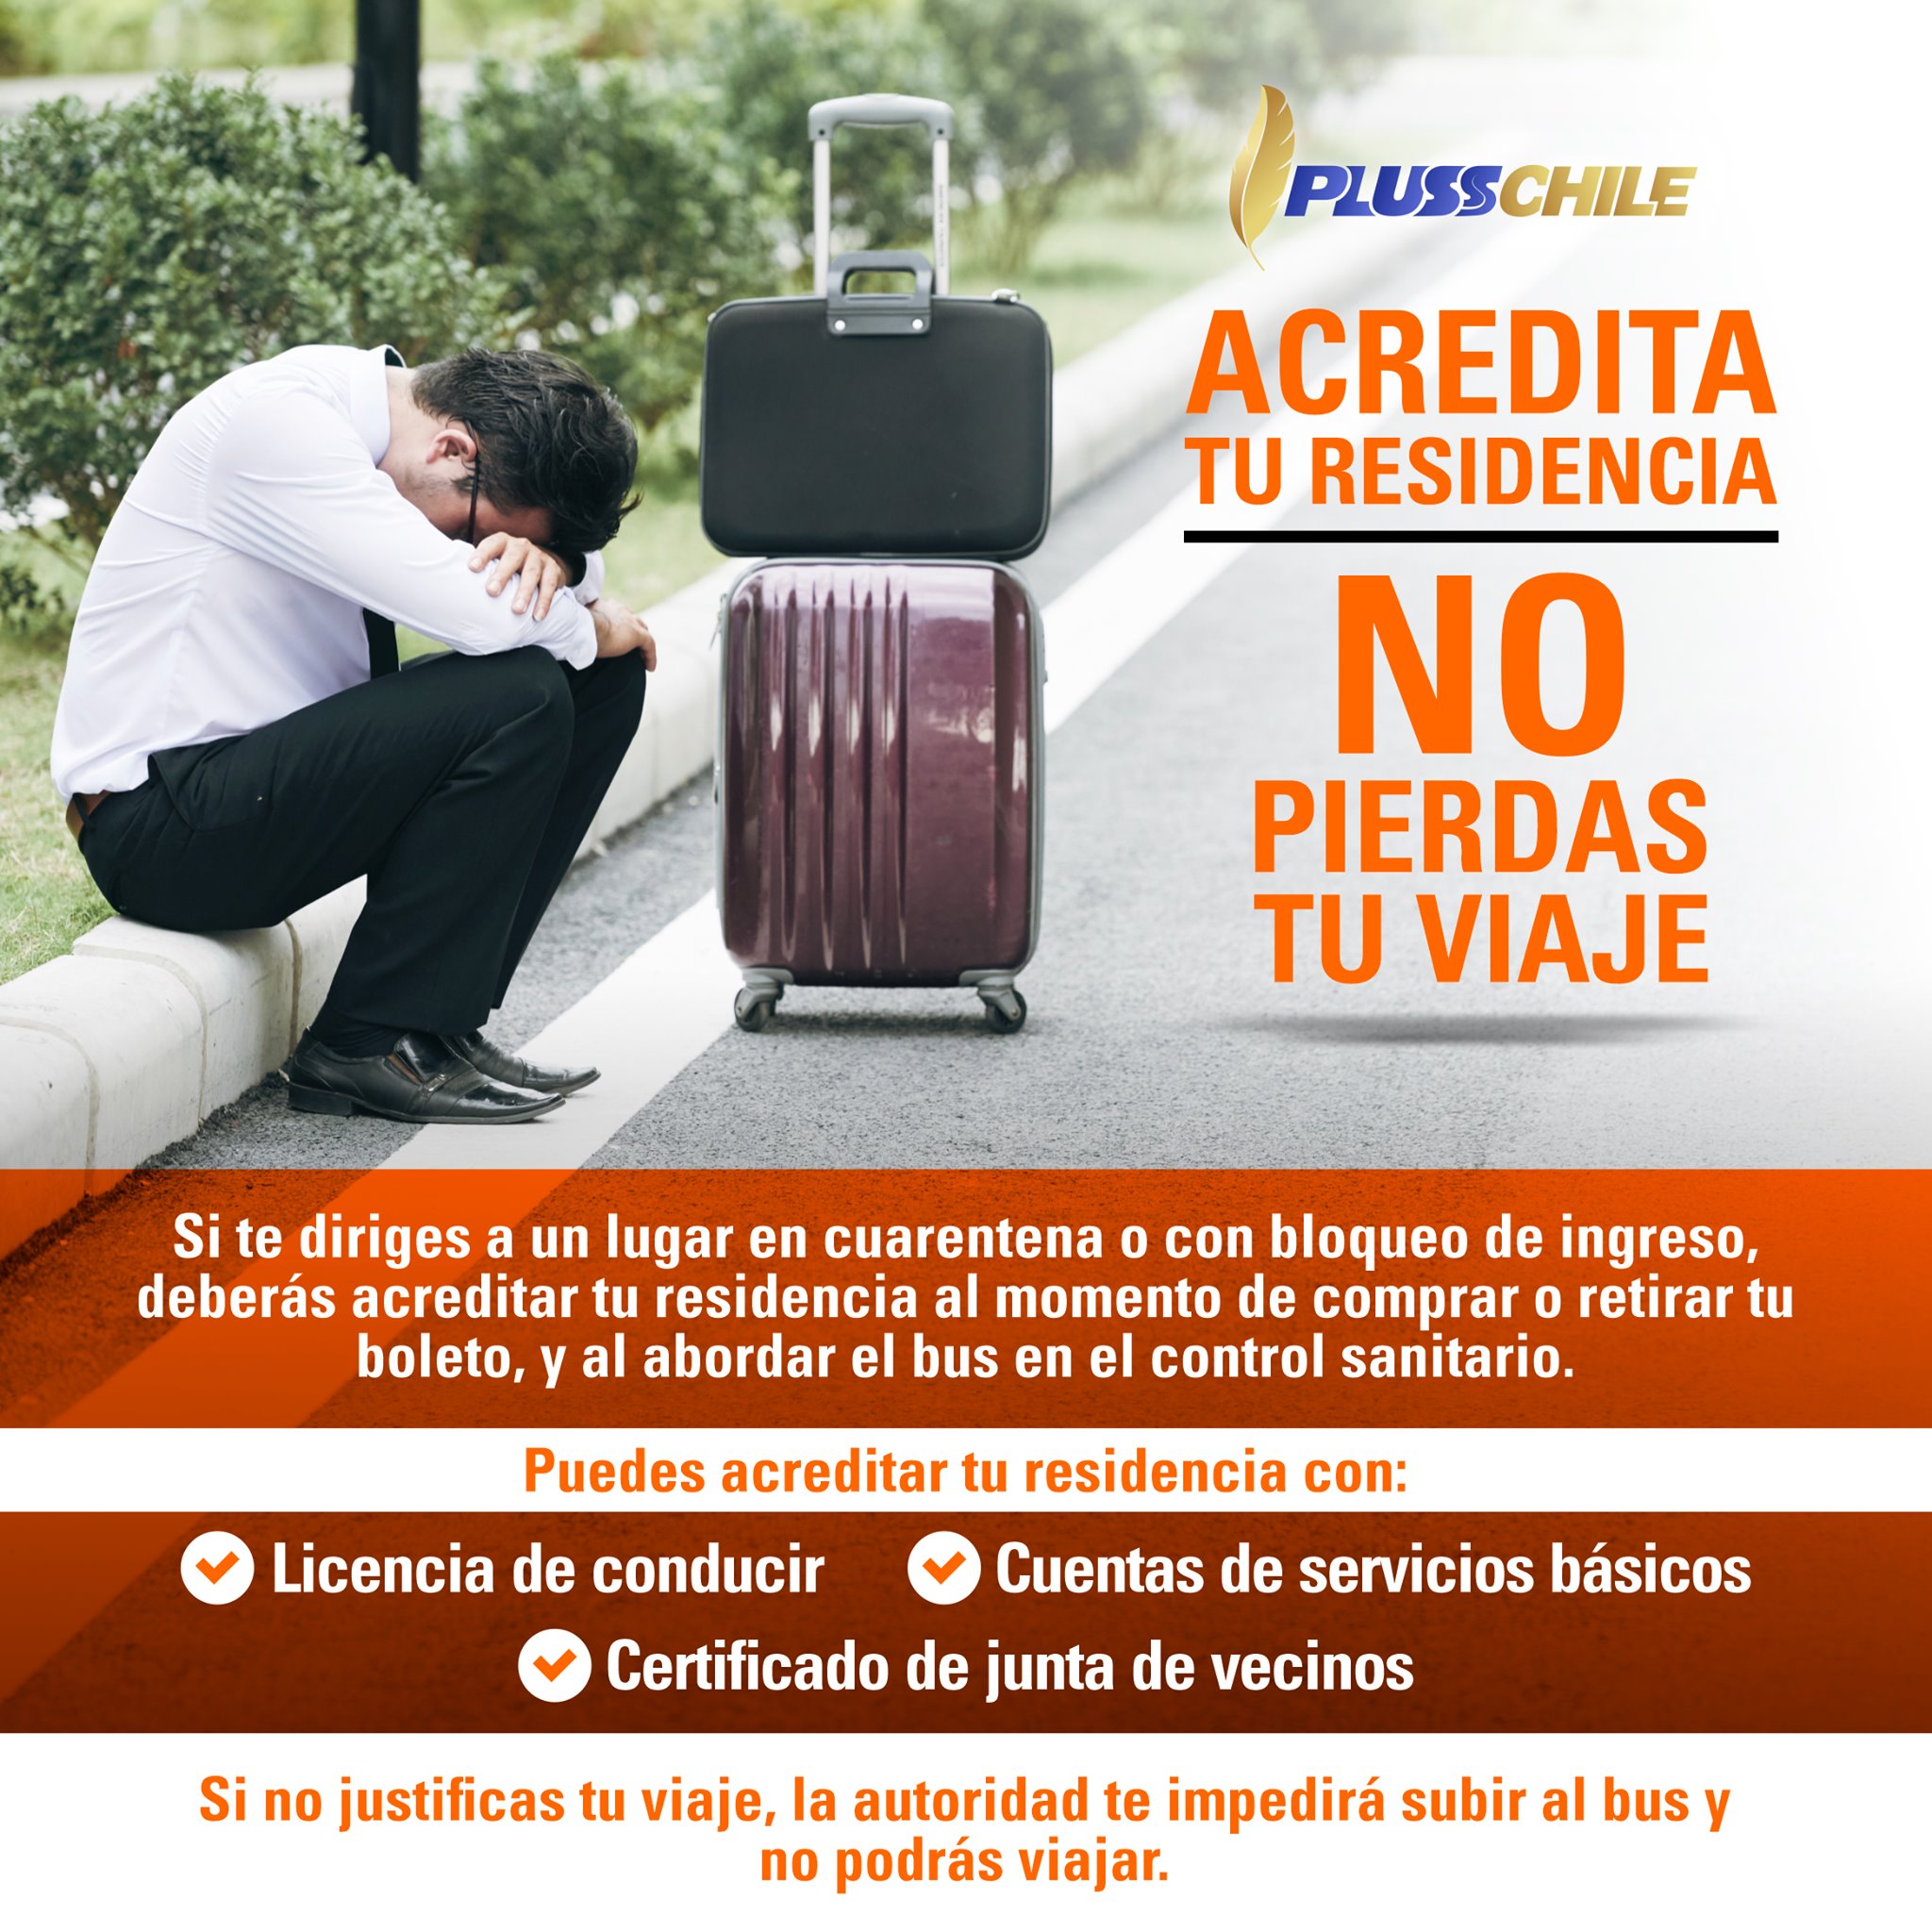 PLUSSCHILE
ACREDITA
TU RESIDENCIA
NO
PIERDAS
TU VIAJE
Si te diriges a un lugar en cuarentena o con bloqueo de ingreso,
deberás acreditar tu residencia al momento de comprar o retirar tu
boleto, y al abordar el bus en el control sanitario.
Puedes acreditar tu residencia con:
Licencia de conducir
Cuentas de servicios básicos
Certificado de junta de vecinos
Si no justificas tu viaje, la autoridad te impedirá subir al bus y
no podrás viajar.